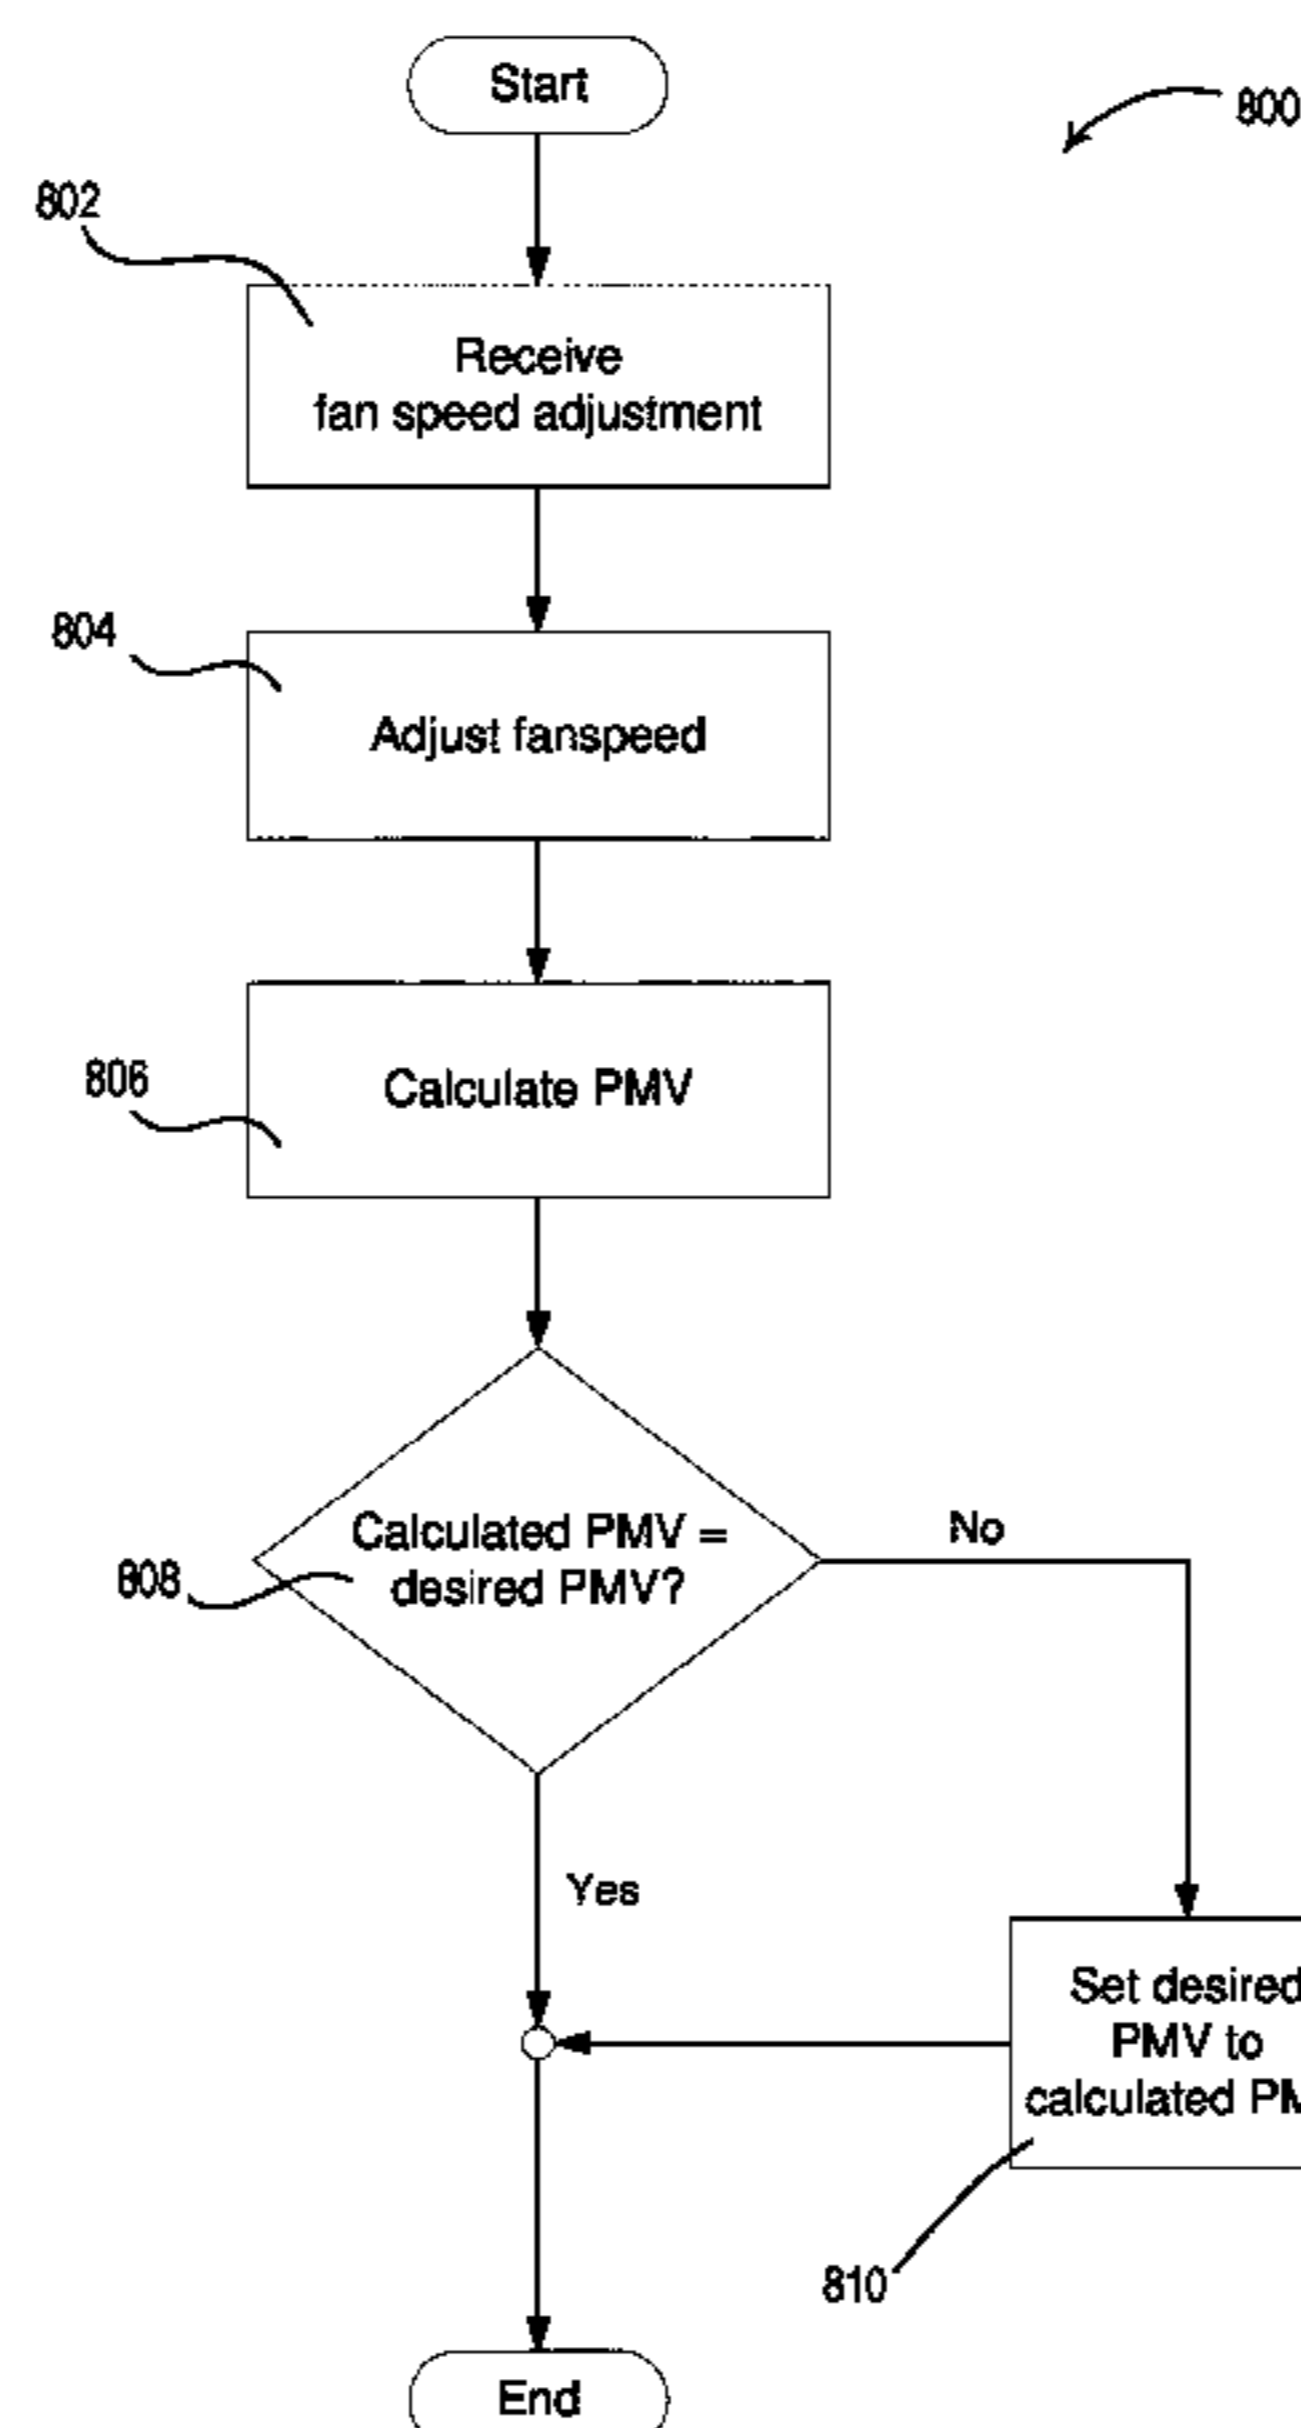 Start
800
802
Receive
fan speed adjustment
804
Adjust fanspeed
806
Calculate PMV
Calculated PMV =
desired PMV?
No
808
Yes
Set desired
PMV to
calculated
810
End